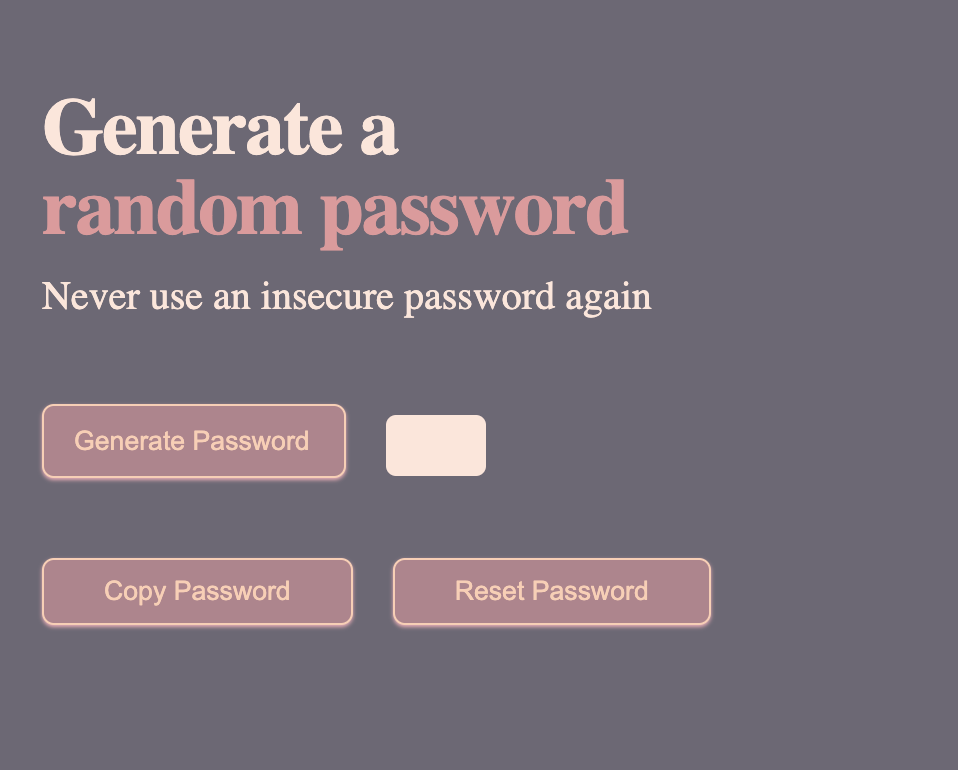 Generate a
random password
Never use an insecure password again
Generate Password
Copy Password
Reset Password